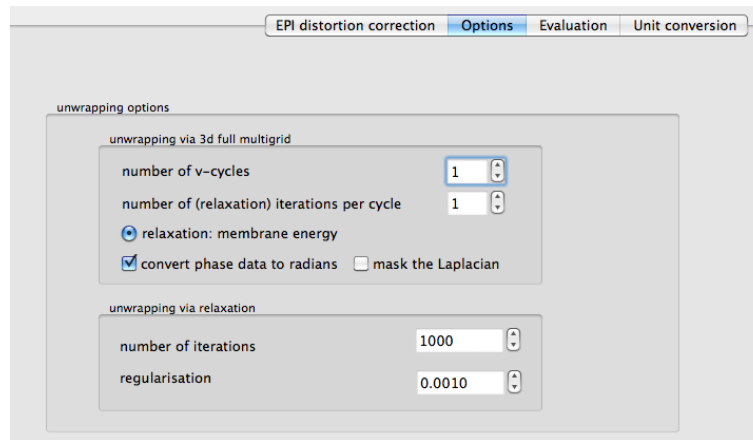 EPI distortion correction Options Evaluation Unit conversion
unwrapping options
unwrapping via 3d full multigrid
number of v-cycles 1
number of (relaxation) iterations per cycle 1
relaxation: membrane energy
convert phase data to radians mask the Laplacian
unwrapping via relaxation
number of iterations 1000
regularisation 0.0010